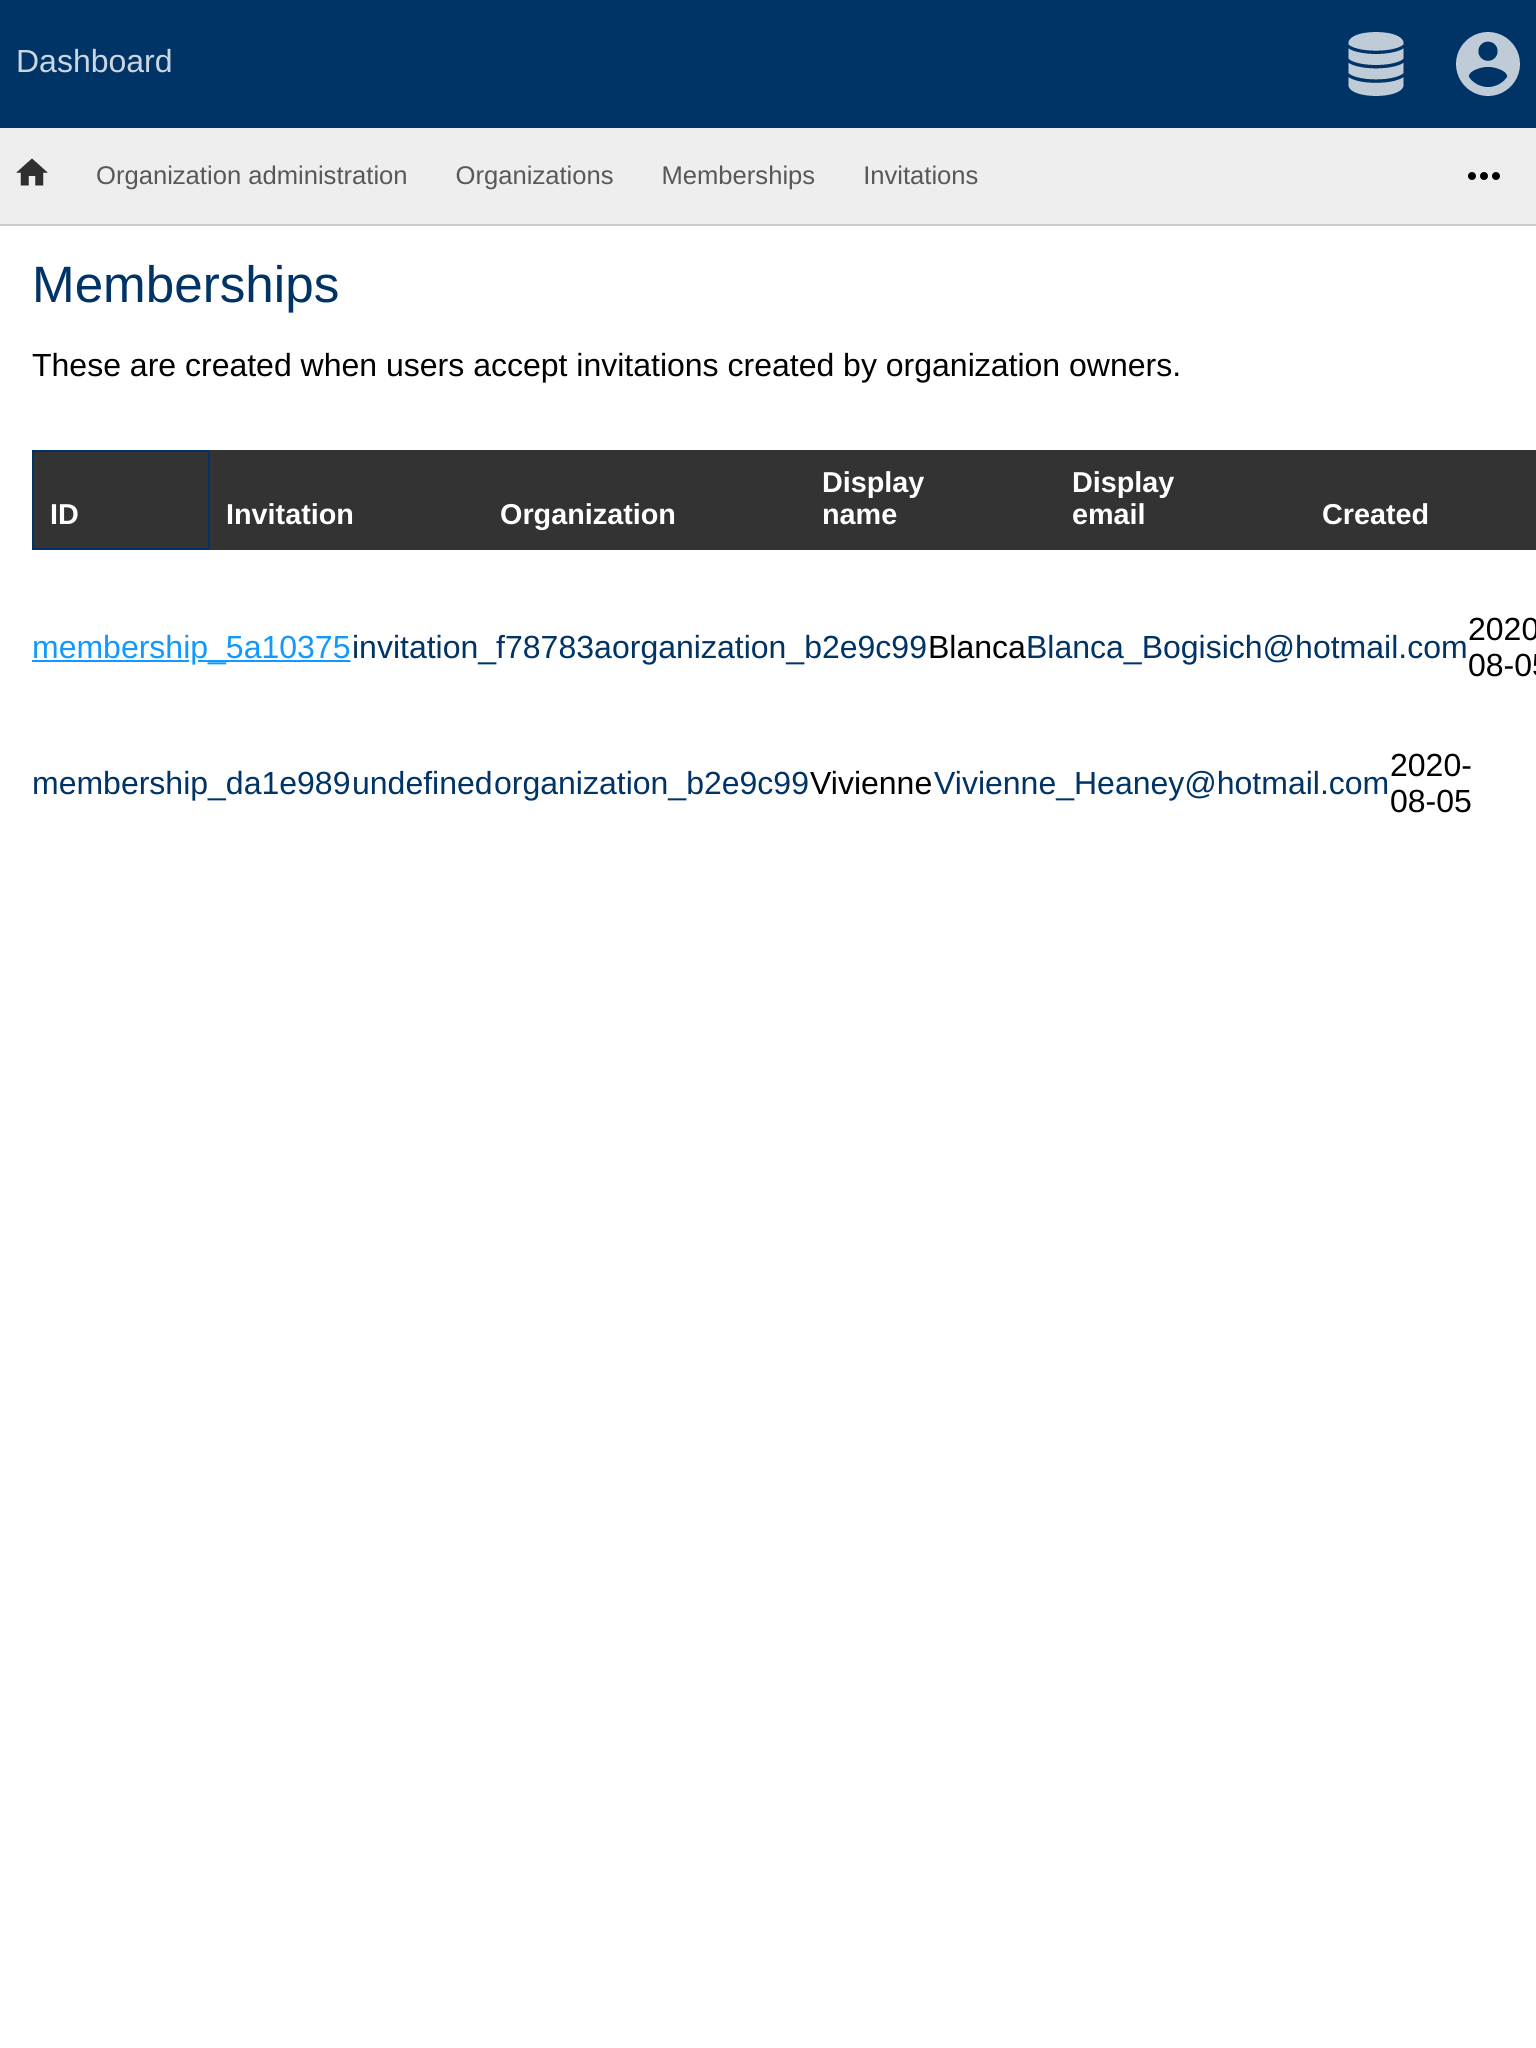 Dashboard
Organization administration Organizations Memberships Invitations
Memberships
These are created when users accept invitations created by organization owners.
ID Invitation Organization Display name Display email Created
membership_5a10375 invitation_f78783a organization_b2e9c99 Blanca Blanca_Bogisich@hotmail.com 2020
08-05
membership_da1e989 undefined organization_b2e9c99 Vivienne Vivienne_Heaney@hotmail.com 2020-
08-05